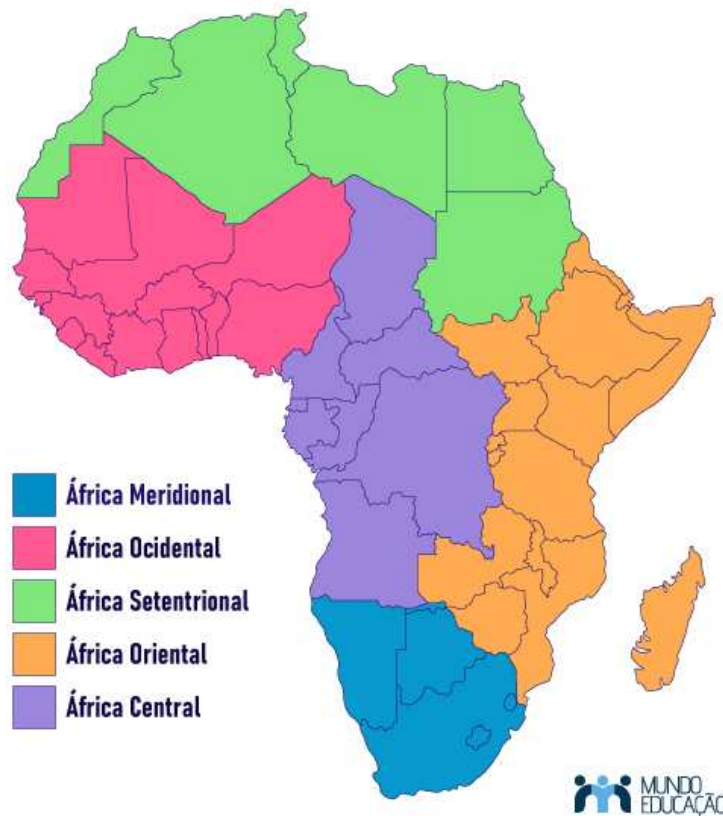 África Meridional
África Ocidental
África Setentrional
África Oriental
África Central
MUNDO
EDUCAÇÃO